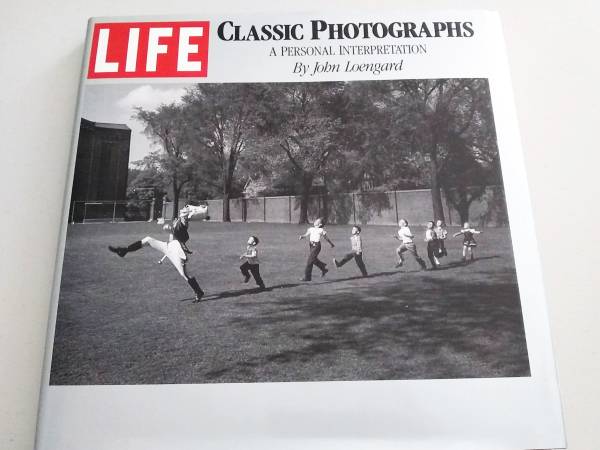 LIFE
CLASSIC PHOTOGRAPHS
A PERSONAL INTERPRETATION
By John Loengard